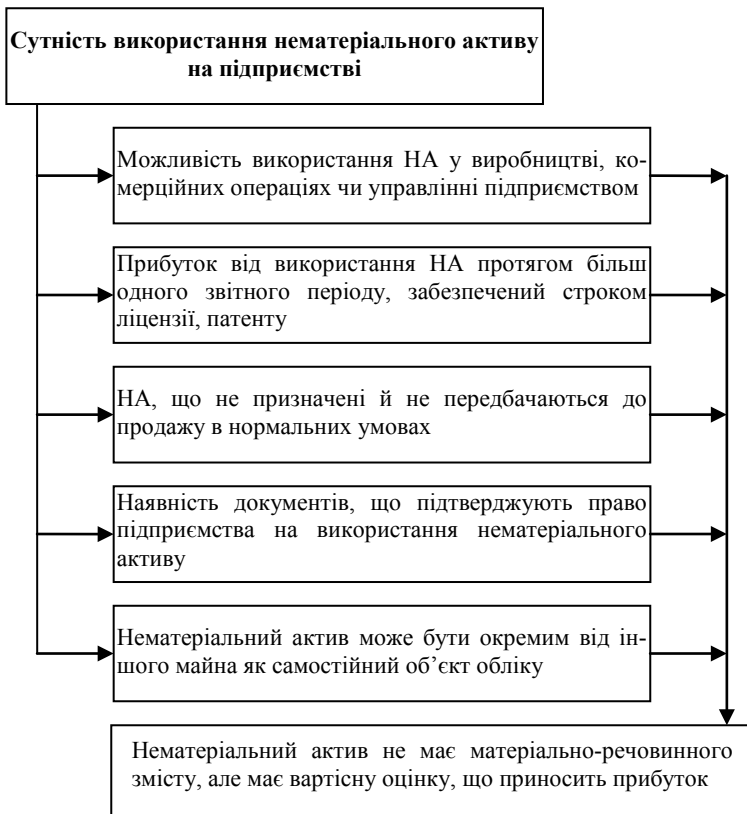 Сутність використання нематеріального активу
на підприємстві
Можливість використання НА у виробництві, ко-
мерційних операціях чи управлінні підприємством
Прибуток від використання НА протягом більш
одного звітного періоду, забезпечений строком
ліцензії, патенту
НА, що не призначені й не передбачаються до
продажу в нормальних умовах
Наявність документів, що підтверджують право
підприємства на використання нематеріального
активу
Нематеріальний актив може бути окремим від ін-
шого майна як самостійний об’єкт обліку
Нематеріальний актив не має матеріально-речовинного
змісту, але має вартісну оцінку, що приносить прибуток